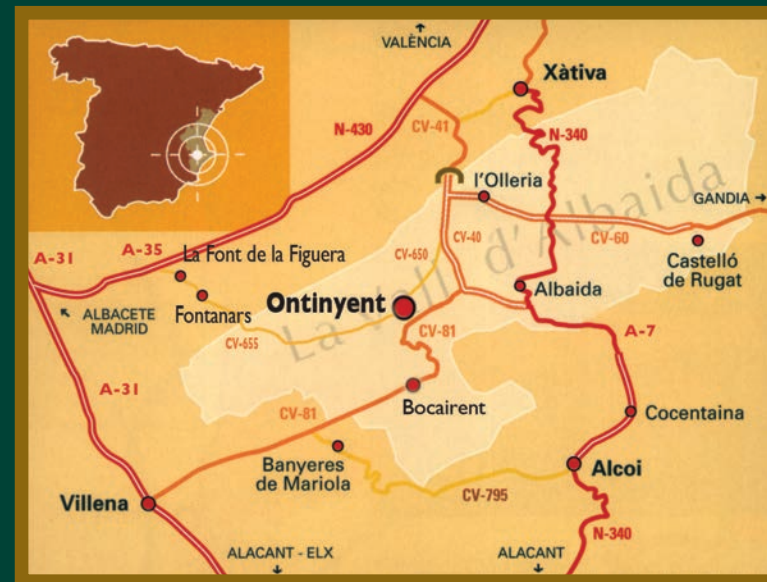 ↑
VALÈNCIA
Xàtiva
N-430
CV-41
N-340
l'Olleria
GANDIA →
A-31
A-35
La Font de la Figuera
CV-650
CV-40
CV-60
La Vall d'Albaida
Castelló
de Rugat
↖ ALBACETE
MADRID
Fontanars
Ontinyent
Albaida
CV-655
CV-81
A-7
A-31
Bocairent
CV-81
Cocentaina
Banyeres
de Mariola
Alcoi
Villena
CV-795
N-340
ALACANT - ELX
↓
ALACANT
↓